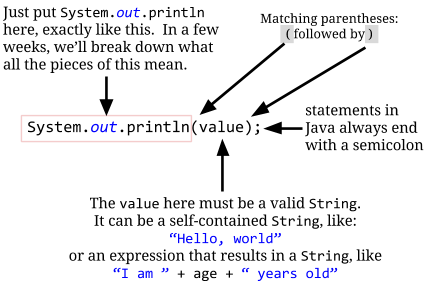 Just put System.out.println
here, exactly like this. In a few
weeks, we’ll break down what
all the pieces of this mean.
Matching parentheses:
( followed by )
System.out.println(value);
statements in
Java always end
with a semicolon
The value here must be a valid String.
It can be a self-contained String, like:
“Hello, world”
or an expression that results in a String, like
“I am ” + age + “ years old”